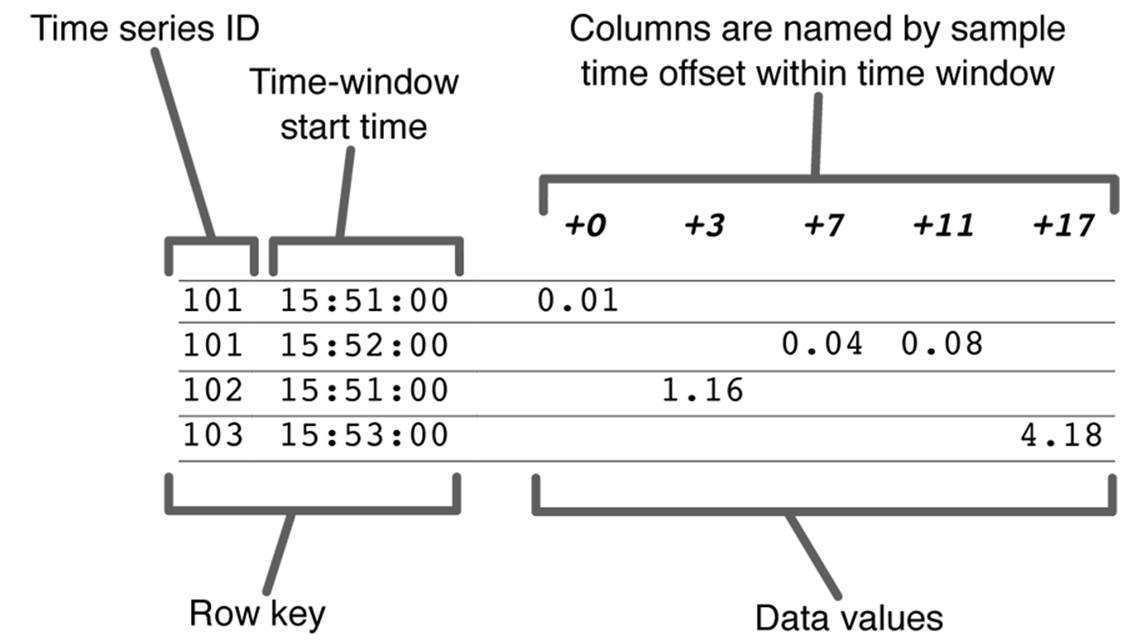 Time series ID
Columns are named by sample
time offset within time window
Time-window
start time
+0 +3 +7 +11 +17
101 15:51:00 0.01
101 15:52:00 0.04 0.08
102 15:51:00 1.16
103 15:53:00 4.18
Row key
Data values